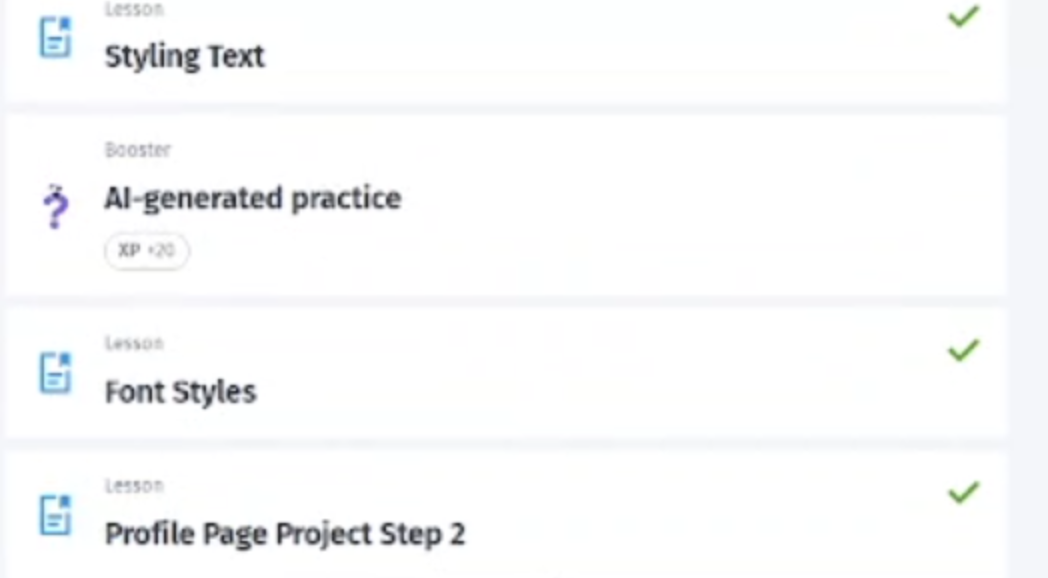 Lesson
Styling Text
Booster
AI-generated practice
XP +20
Lesson
Font Styles
Lesson
Profile Page Project Step 2